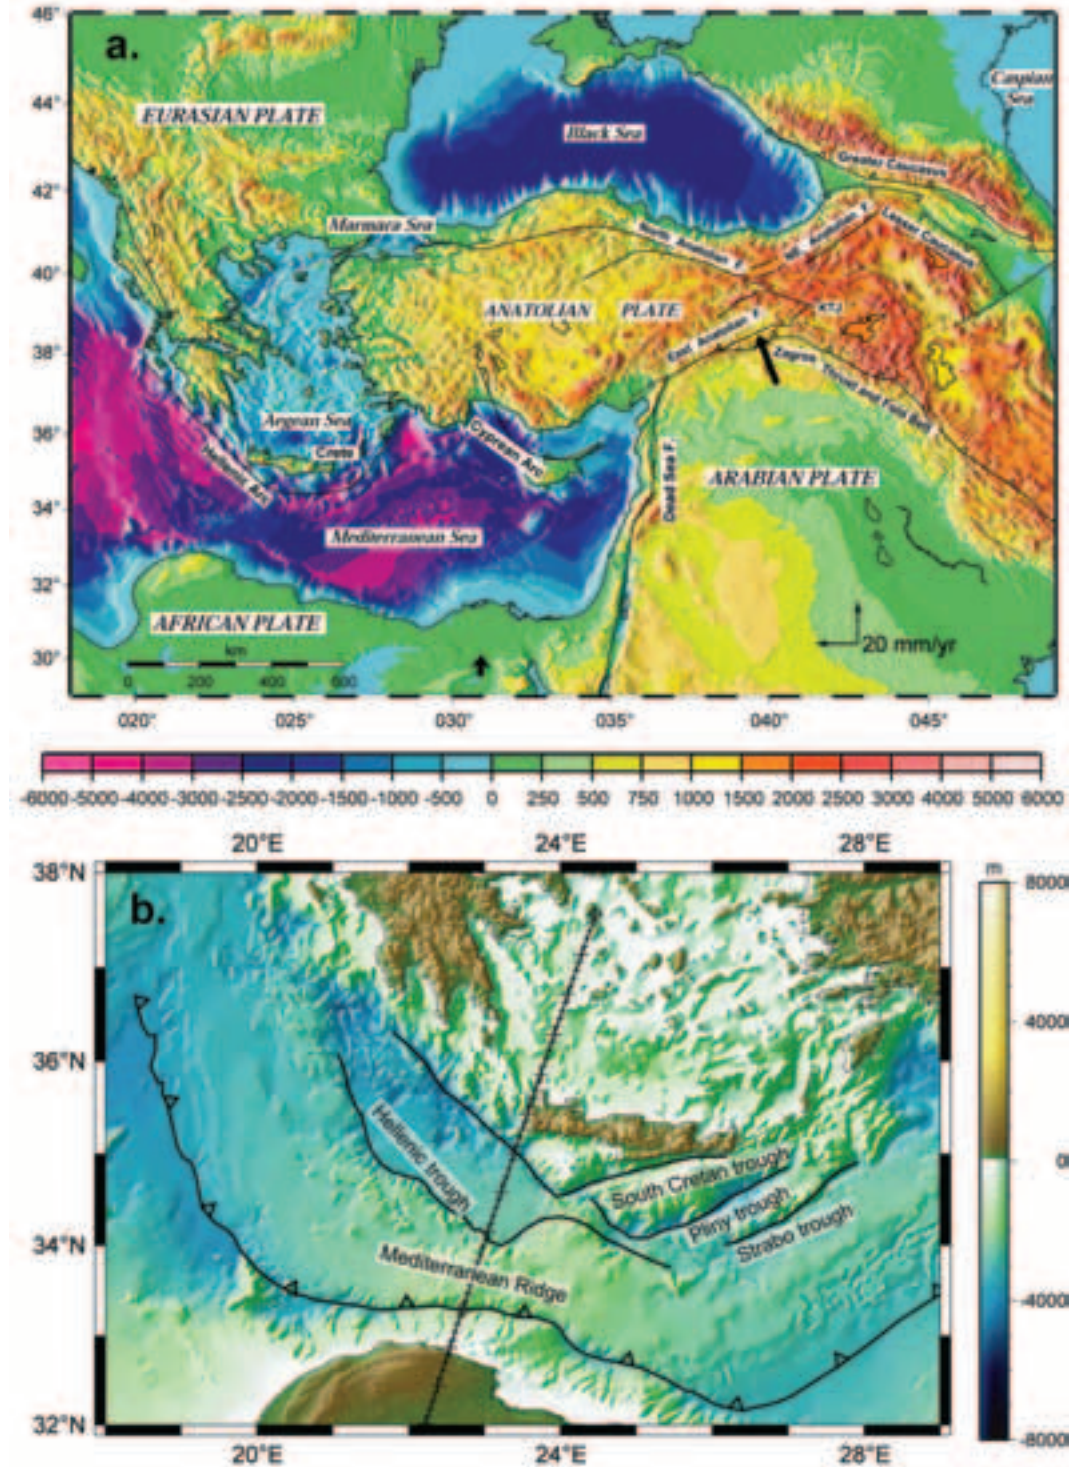 a.
46°
44°
42°
40°
38°
36°
34°
32°
30°
EURASIAN PLATE
Black Sea
Caspian
Sea
Greater Caucasus
Marmara Sea
North Anatolian F.
NE. Anatolian F.
Lesser Caucasus
ANATOLIAN PLATE
KTJ
East Anatolian F.
Zagros Thrust and Fold Belt
Aegean Sea
Crete
Hellenic Arc
Cyprean Arc
Dead Sea F.
ARABIAN PLATE
Mediterranean Sea
AFRICAN PLATE
km
0 200 400 600
20 mm/yr
020° 025° 030° 035° 040° 045°
-6000 -5000 -4000 -3000 -2500 -2000 -1500 -1000 -500 0 250 500 750 1000 1500 2000 2500 3000 4000 5000 6000
20°E 24°E 28°E
b.
38°N
36°N
34°N
32°N
Hellenic trough
South Cretan trough
Pliny trough
Strabo trough
Mediterranean Ridge
20°E 24°E 28°E
m